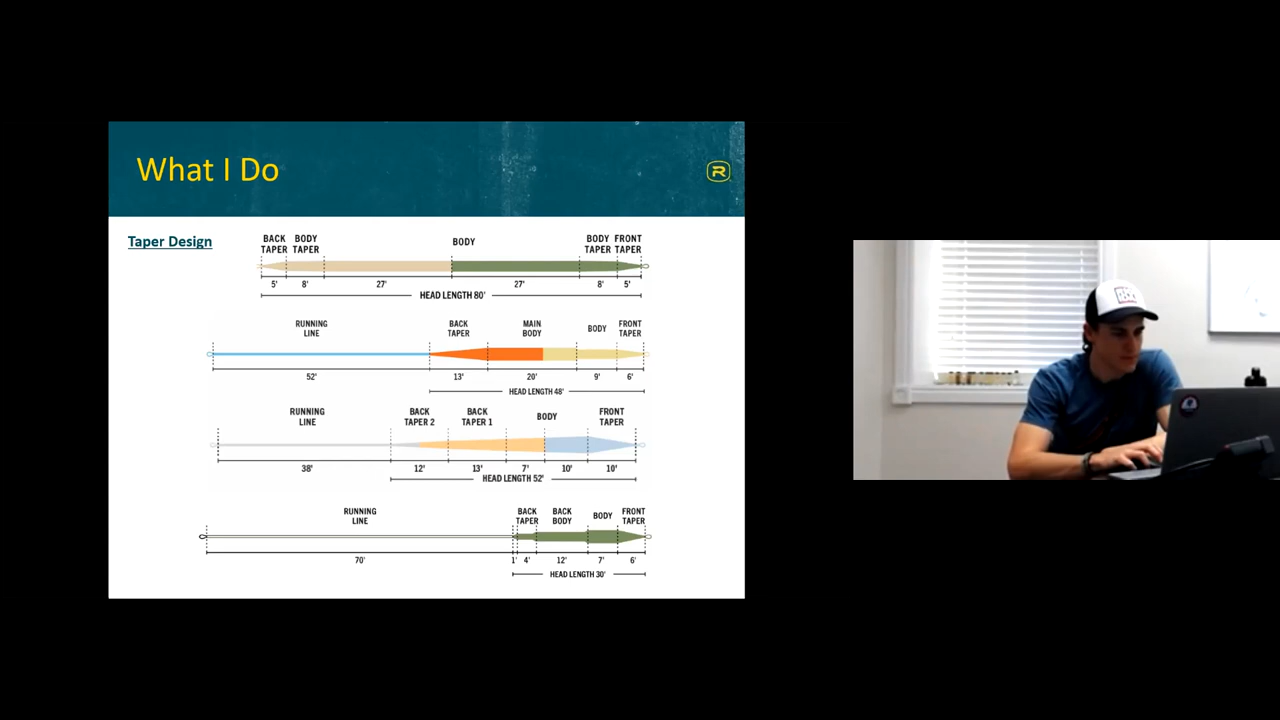 What I Do
R
Taper Design
BACK TAPER BODY TAPER BODY BODY TAPER FRONT TAPER
5' 8' 27' 27' 8' 5'
HEAD LENGTH 80'
RUNNING LINE BACK TAPER MAIN BODY BODY FRONT TAPER
52' 13' 20' 9' 6'
HEAD LENGTH 48'
RUNNING LINE BACK TAPER 2 BACK TAPER 1 BODY FRONT TAPER
38' 12' 13' 7' 10' 10'
HEAD LENGTH 52'
RUNNING LINE BACK TAPER BACK BODY BODY FRONT TAPER
70' 1' 4' 12' 7' 6'
HEAD LENGTH 30'